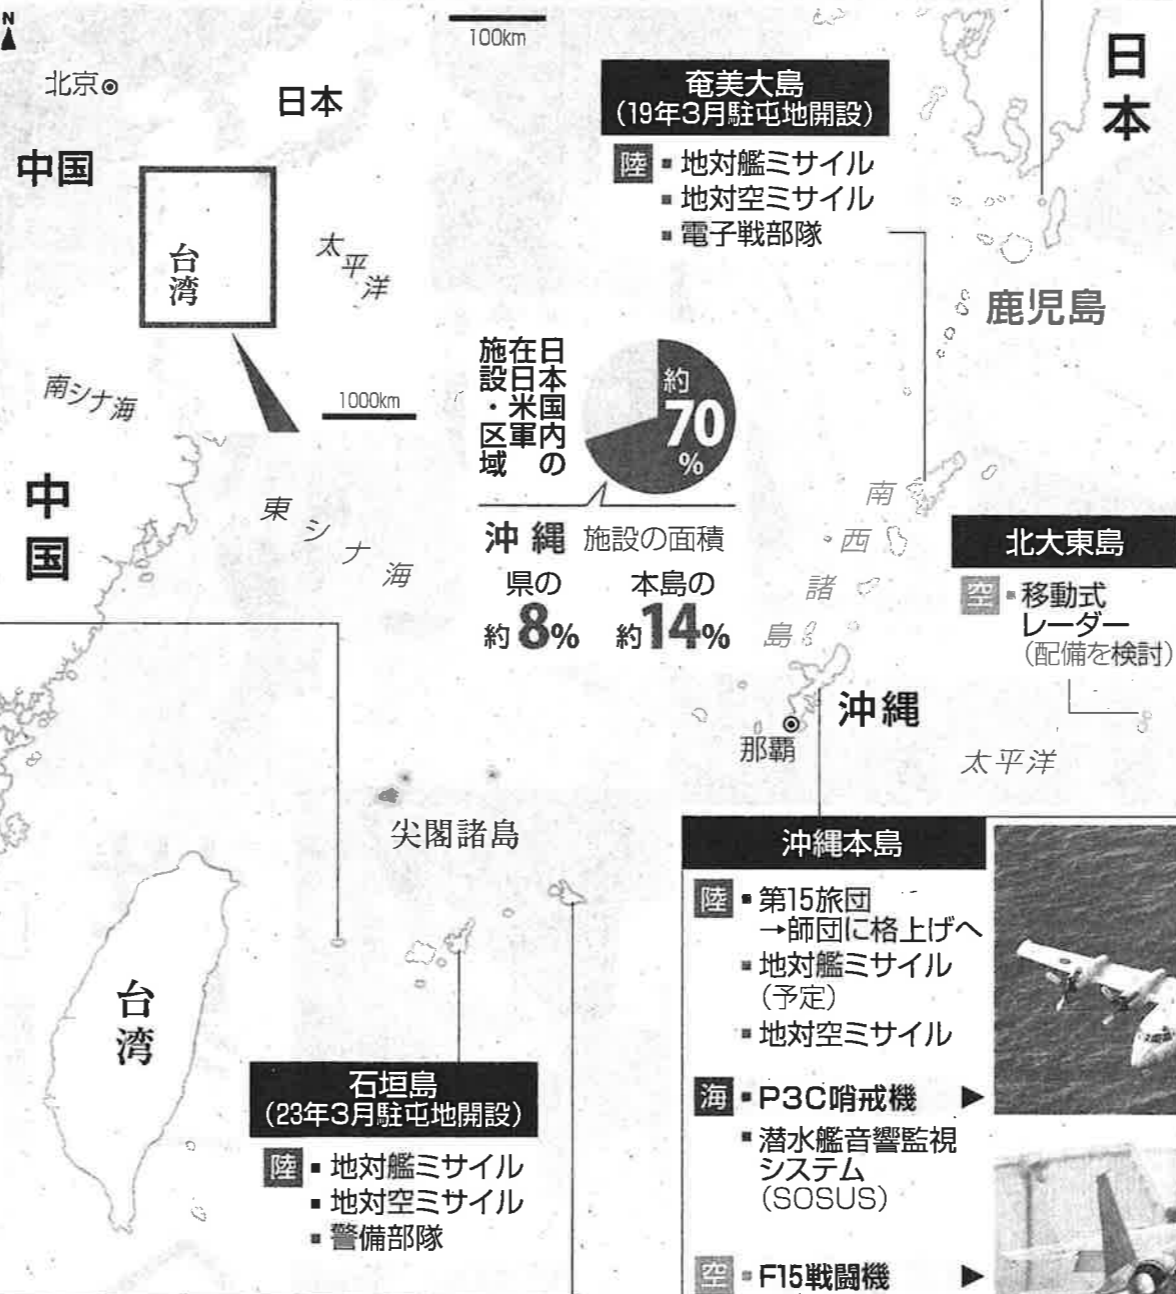 N
100km
北京
日本
中国
台湾
太平洋
南シナ海
1000km
奄美大島
(19年3月駐屯地開設)
陸 ▪ 地対艦ミサイル
▪ 地対空ミサイル
▪ 電子戦部隊
日本
鹿児島
日本国内の
在日米軍
施設・区域
約
70
%
沖縄 施設の面積
県の
約8%
本島の
約14%
南西諸島
中国
東シナ海
北大東島
空 ▪ 移動式
レーダー
(配備を検討)
沖縄
那覇
太平洋
尖閣諸島
台湾
石垣島
(23年3月駐屯地開設)
陸 ▪ 地対艦ミサイル
▪ 地対空ミサイル
▪ 警備部隊
沖縄本島
陸 ▪ 第15旅団
→師団に格上げへ
▪ 地対艦ミサイル
(予定)
▪ 地対空ミサイル
海 ▪ P3C哨戒機 ▶
▪ 潜水艦音響監視
システム
(SOSUS)
空 ▪ F15戦闘機 ▶